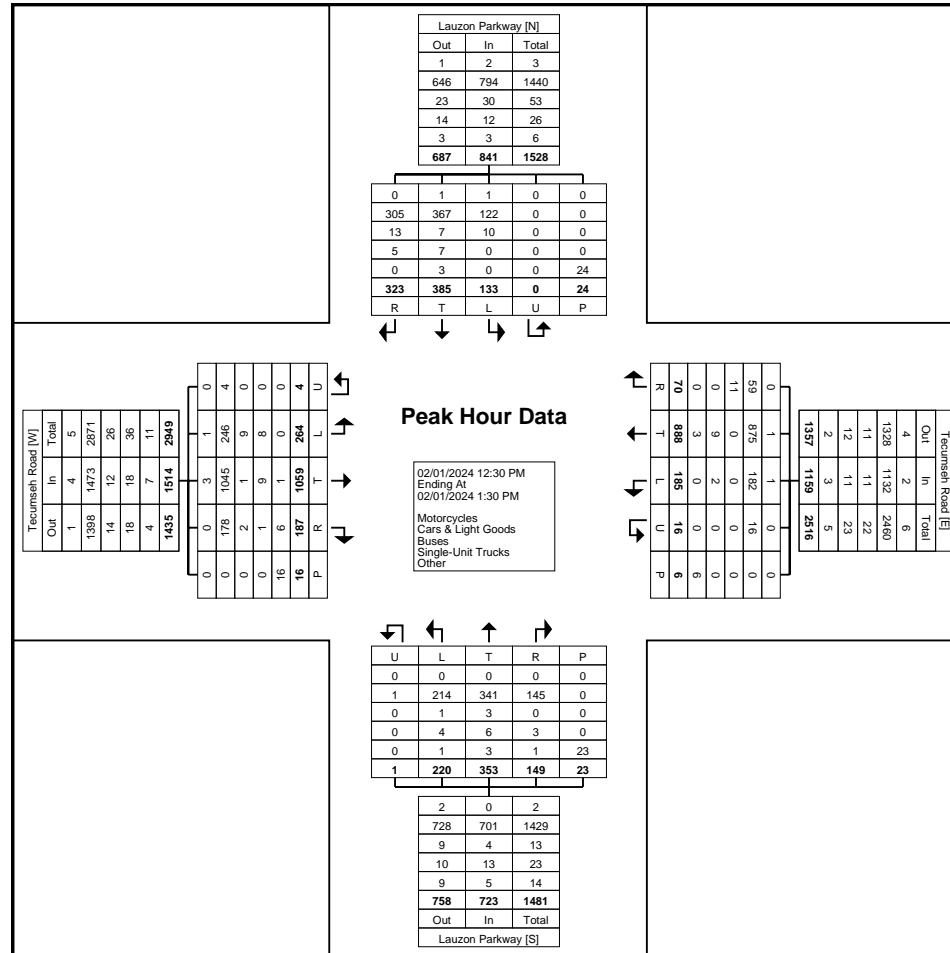 Lauzon Parkway [N]
Out In Total
1 2 3
646 794 1440
23 30 53
14 12 26
3 3 6
687 841 1528
0 1 1 0 0
305 367 122 0 0
13 7 10 0 0
5 7 0 0 0
0 3 0 0 24
323 385 133 0 24
R T L U P
Tecumseh Road [W]
Out In Total
1 4 5
1398 1473 2871
14 12 26
18 18 36
4 7 11
1435 1514 2949
0 0 3 1 0
0 178 1045 246 4
0 2 1 9 0
0 1 9 8 0
16 6 1 0 0
16 187 1059 264 4
P R T L U
Peak Hour Data
02/01/2024 12:30 PM
Ending At
02/01/2024 1:30 PM
Motorcycles
Cars & Light Goods
Buses
Single-Unit Trucks
Other
Tecumseh Road [E]
Out In Total
4 2 6
1328 1132 2460
11 11 22
12 11 23
2 3 5
1357 1159 2516
0 1 1 0 0
59 875 182 16 0
11 0 0 0 0
0 9 2 0 0
0 3 0 0 6
70 888 185 16 6
R T L U P
U L T R P
0 0 0 0 0
1 214 341 145 0
0 1 3 0 0
0 4 6 3 0
0 1 3 1 23
1 220 353 149 23
2 0 2
728 701 1429
9 4 13
10 13 23
9 5 14
758 723 1481
Out In Total
Lauzon Parkway [S]